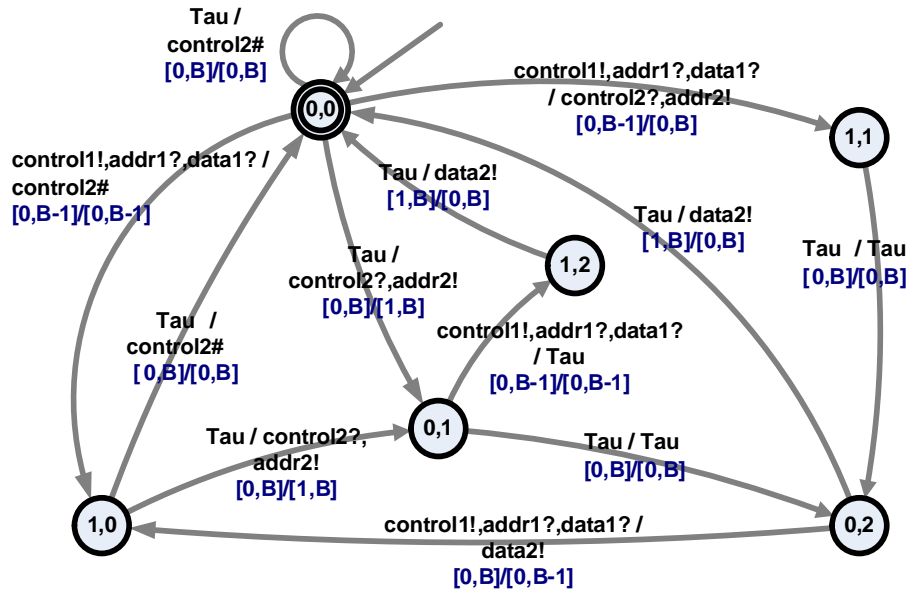 Tau /
control2#
[0,B]/[0,B]
0,0
control1!,addr1?,data1?
/ control2?,addr2!
[0,B-1]/[0,B]
1,1
control1!,addr1?,data1? /
control2#
[0,B-1]/[0,B-1]
Tau / data2!
[1,B]/[0,B]
Tau / data2!
[1,B]/[0,B]
Tau / Tau
[0,B]/[0,B]
Tau /
control2?,addr2!
[0,B]/[1,B]
1,2
Tau /
control2#
[0,B]/[0,B]
control1!,addr1?,data1?
/ Tau
[0,B-1]/[0,B-1]
0,1
Tau / control2?,
addr2!
[0,B]/[1,B]
Tau / Tau
[0,B]/[0,B]
1,0
0,2
control1!,addr1?,data1? /
data2!
[0,B]/[0,B-1]